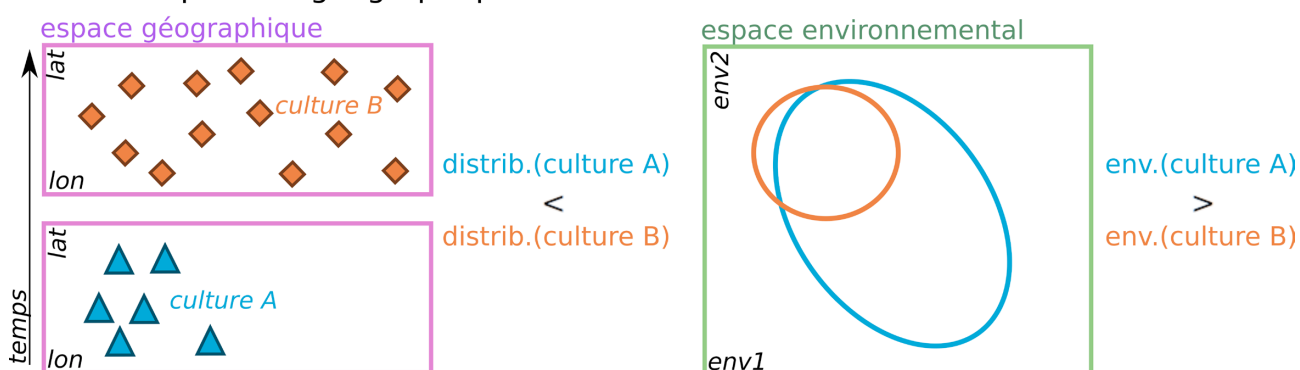 espace géographique
lat
culture B
lon
lat
culture A
lon
temps
distrib.(culture A)
<
distrib.(culture B)
espace environnemental
env2
env1
env.(culture A)
>
env.(culture B)